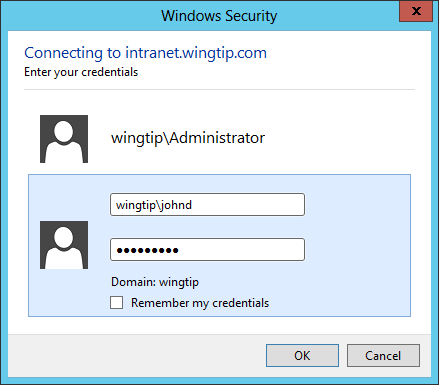 Windows Security
x
Connecting to intranet.wingtip.com
Enter your credentials
wingtip\Administrator
wingtip\johnd
•••••••••
Domain: wingtip
Remember my credentials
OK Cancel